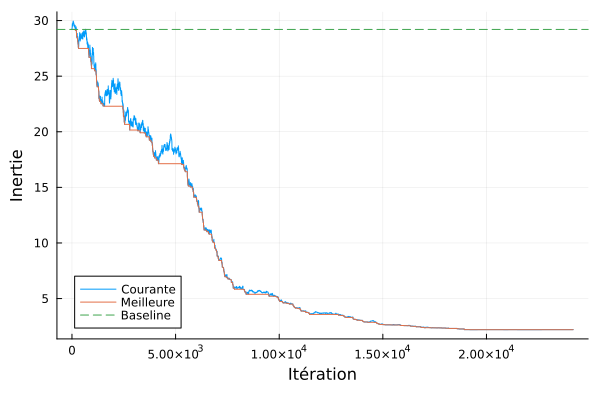 Inertie
30
25
20
15
10
5
Courante
Meilleure
Baseline
0
5.00×10³
1.00×10⁴
1.50×10⁴
2.00×10⁴
Itération